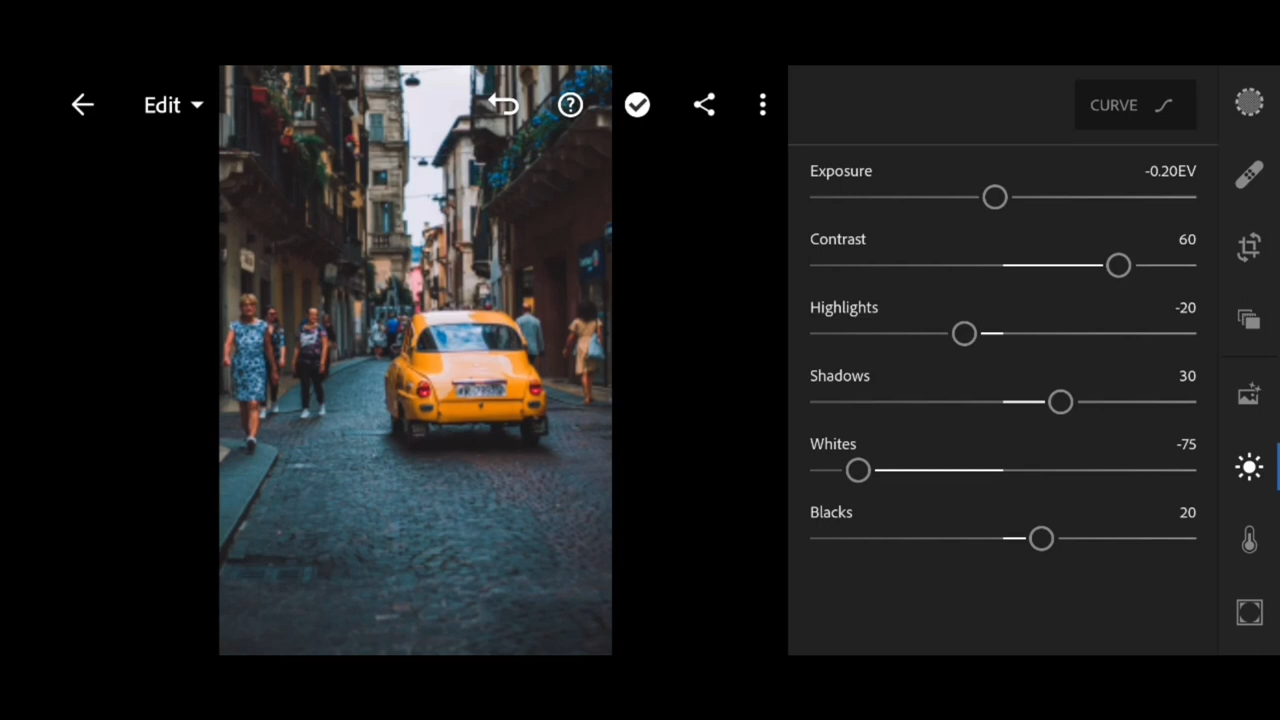 Edit
CURVE
Exposure -0.20EV
Contrast 60
Highlights -20
Shadows 30
Whites -75
Blacks 20